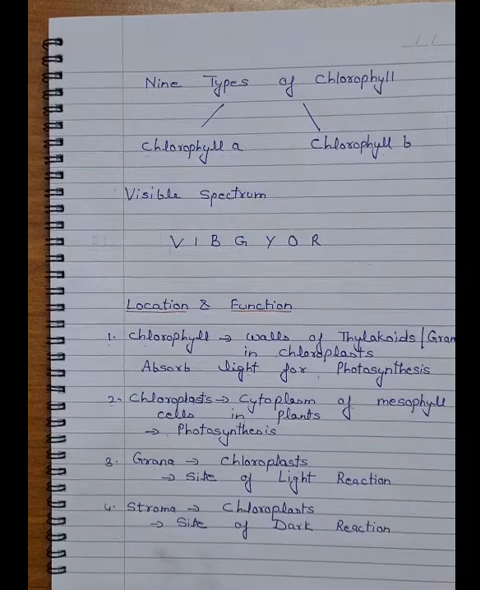 Nine Types of Chlorophyll
Chlorophyll a Chlorophyll b
Visible Spectrum
V I B G Y O R
Location & Function
1. Chlorophyll → walls of Thylakoids/Gran
in chloroplasts
Absorb light for Photosynthesis
2. Chloroplasts → Cytoplasm of mesophyll
cells in Plants
→ Photosynthesis
3. Grana → Chloroplasts
→ Site of Light Reaction
4. Stroma → Chloroplasts
→ Site of Dark Reaction